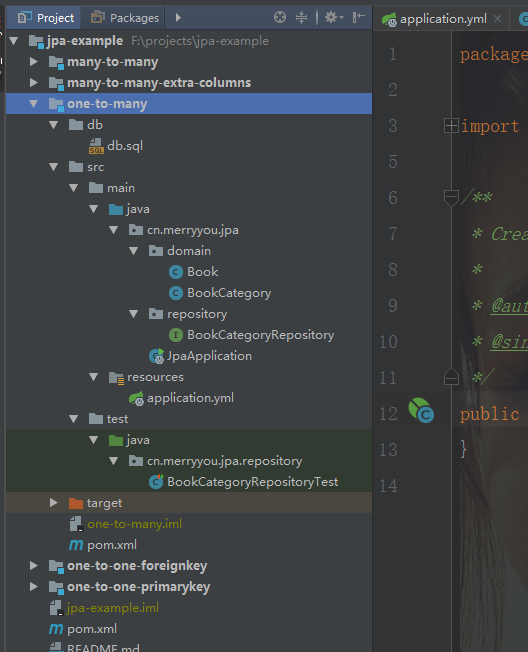 Project Packages
jpa-example F:\projects\jpa-example
many-to-many
many-to-many-extra-columns
one-to-many
db
SQL db.sql
src
main
java
cn.merryyou.jpa
domain
C Book
C BookCategory
repository
I BookCategoryRepository
JpaApplication
resources
application.yml
test
java
cn.merryyou.jpa.repository
C BookCategoryRepositoryTest
target
one-to-many.iml
m pom.xml
one-to-one-foreignkey
one-to-one-primarykey
jpa-example.iml
m pom.xml
README.md
application.yml
1 package
2
3 import
5
6 /**
7 * Crea
8 *
9 * @aut
10 * @sin
11 */
12 public
13 }
14